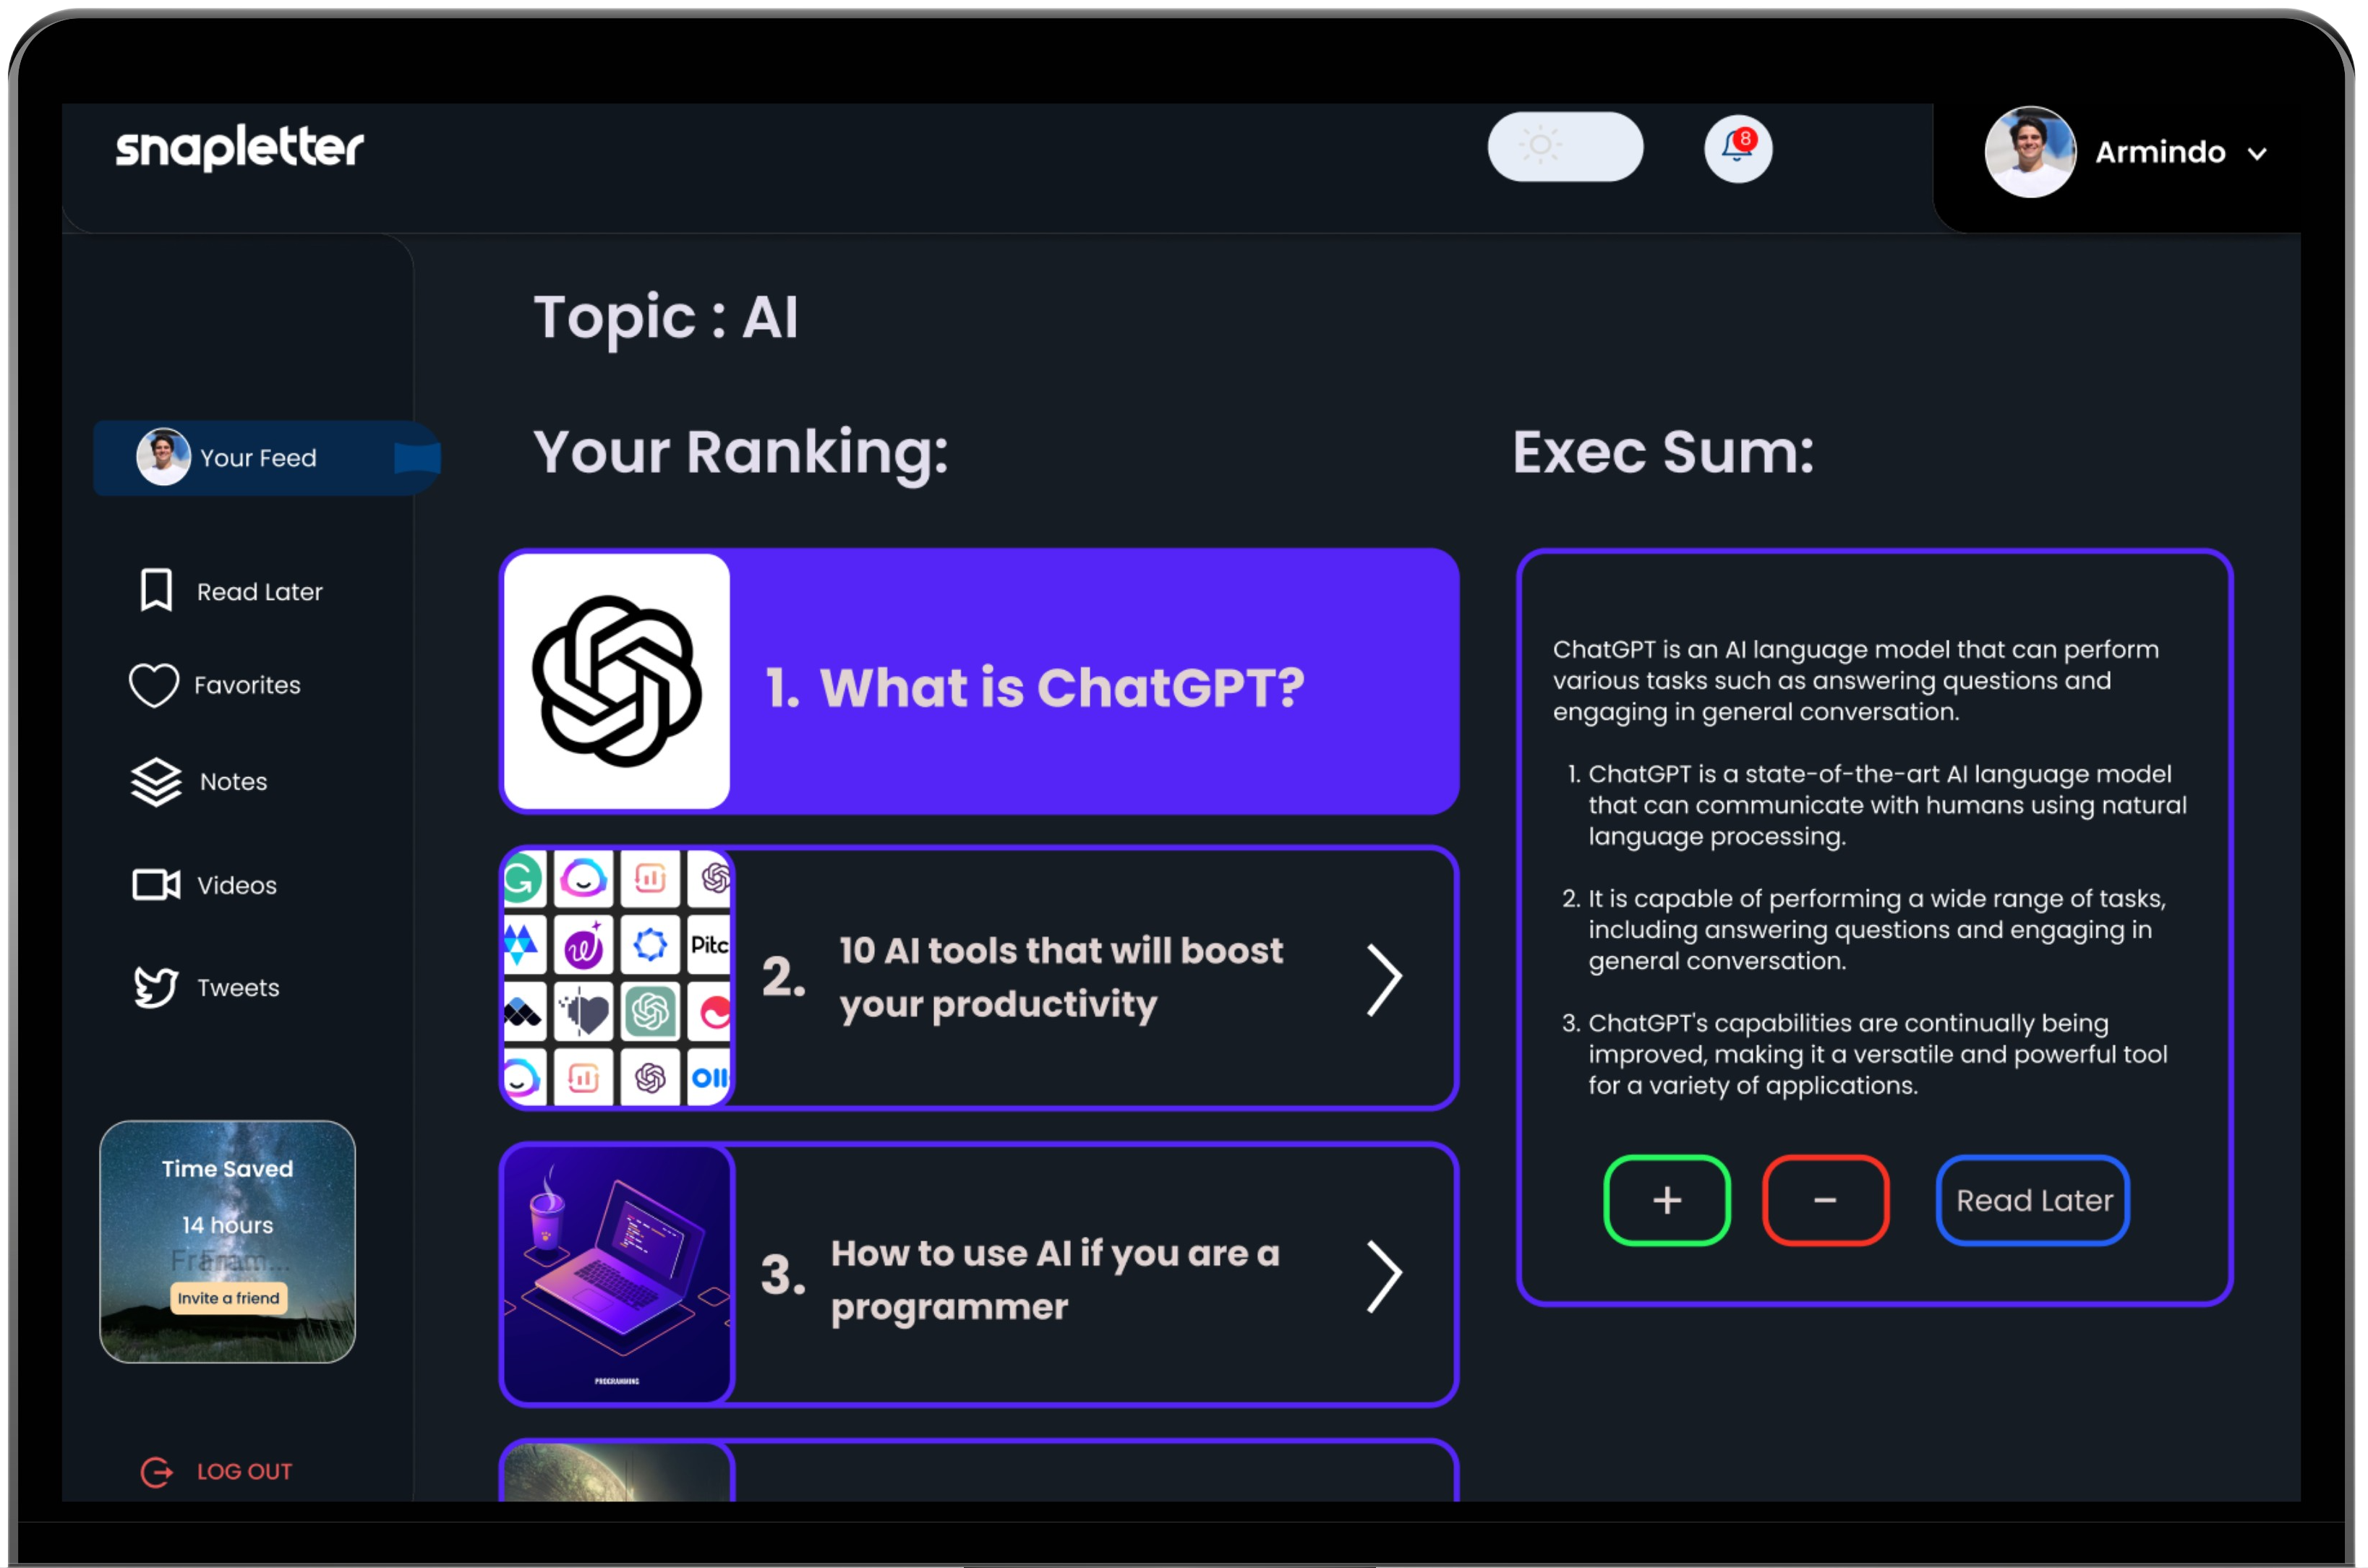 snapletter
8
Armindo
Topic : AI
Your Feed
Your Ranking:
Exec Sum:
Read Later
Favorites
Notes
Videos
Tweets
1. What is ChatGPT?
Pitc
2. 10 AI tools that will boost
your productivity
3. How to use AI if you are a
programmer
PROGRAMMING
ChatGPT is an AI language model that can perform
various tasks such as answering questions and
engaging in general conversation.
1. ChatGPT is a state-of-the-art AI language model
that can communicate with humans using natural
language processing.
2. It is capable of performing a wide range of tasks,
including answering questions and engaging in
general conversation.
3. ChatGPT's capabilities are continually being
improved, making it a versatile and powerful tool
for a variety of applications.
+
-
Read Later
Time Saved
14 hours
Invite a friend
LOG OUT